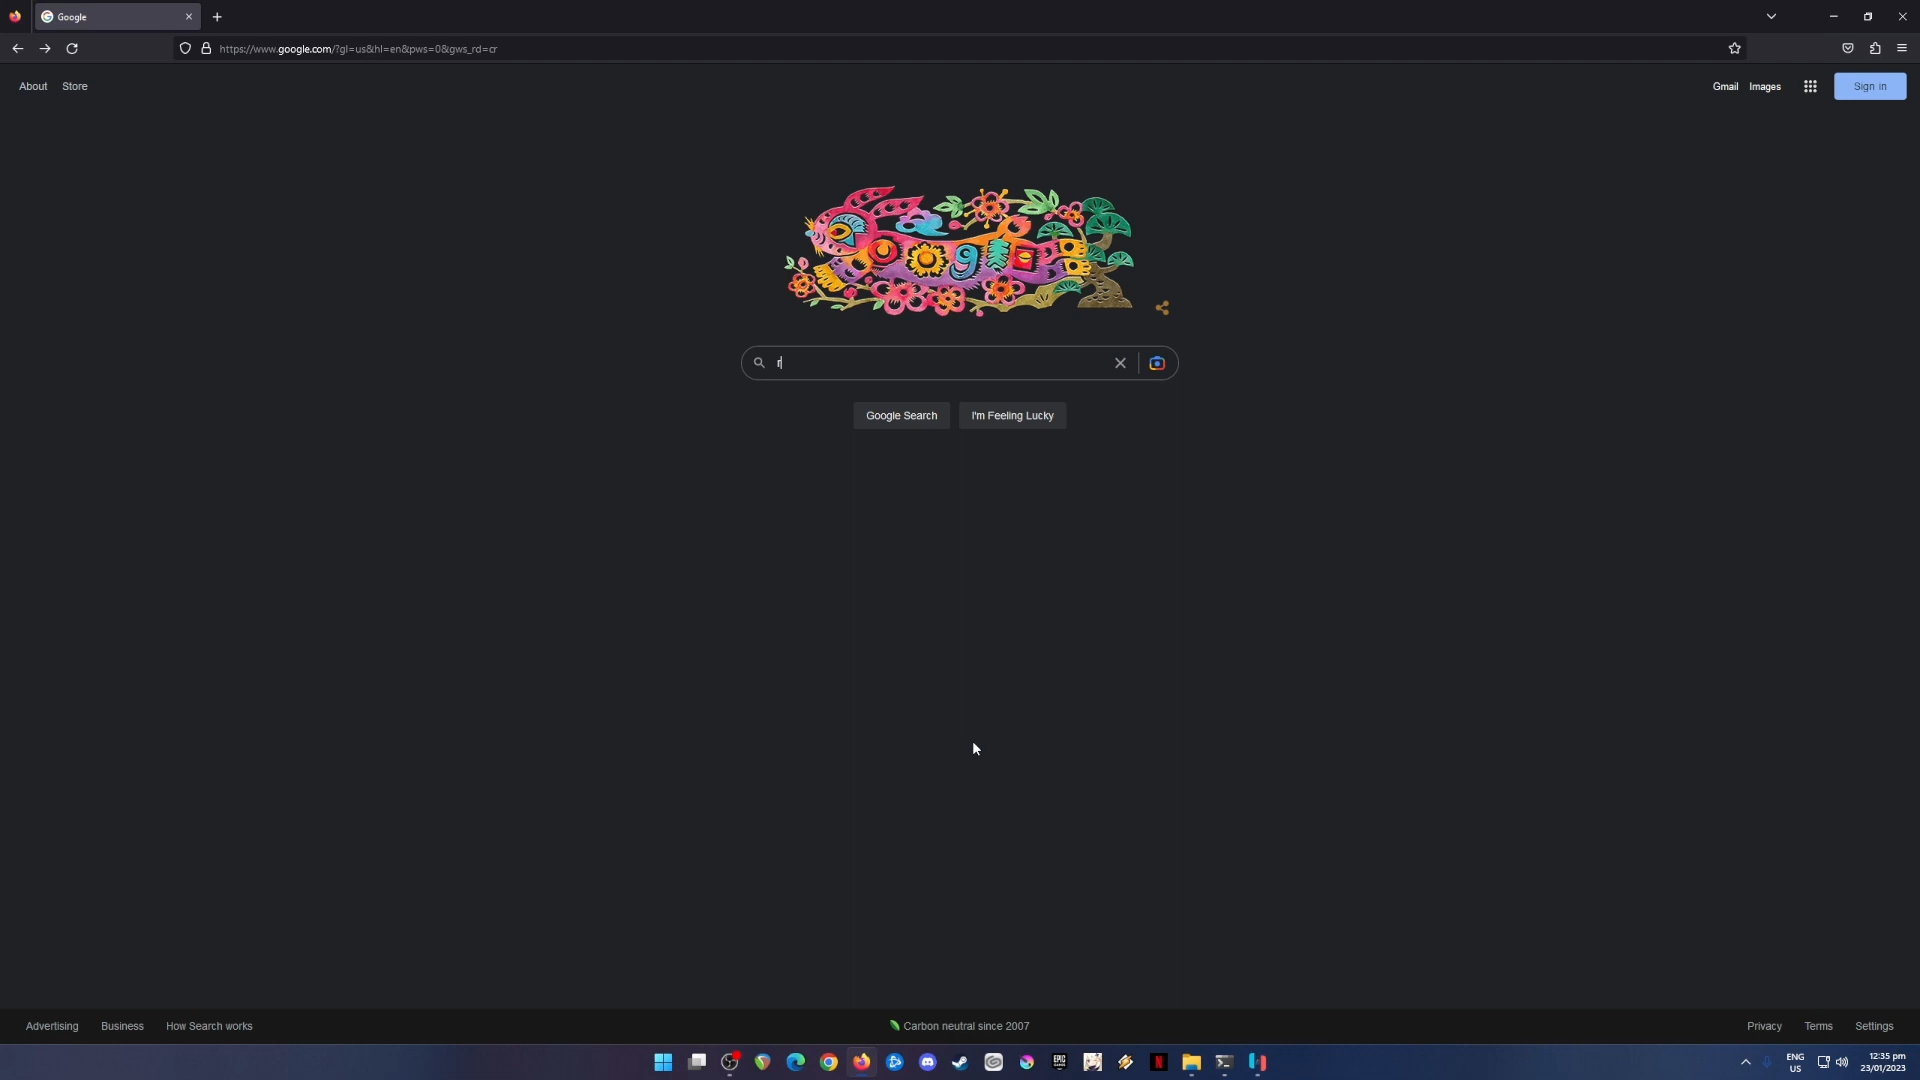 Google
https://www.google.com/?gl=us&hl=en&pws=0&gws_rd=cr
About Store
Gmail Images Sign in
r
Google Search I'm Feeling Lucky
Advertising Business How Search works
Carbon neutral since 2007
Privacy Terms Settings
EPIC GAMES
N
ENG US
12:35 pm
23/01/2023